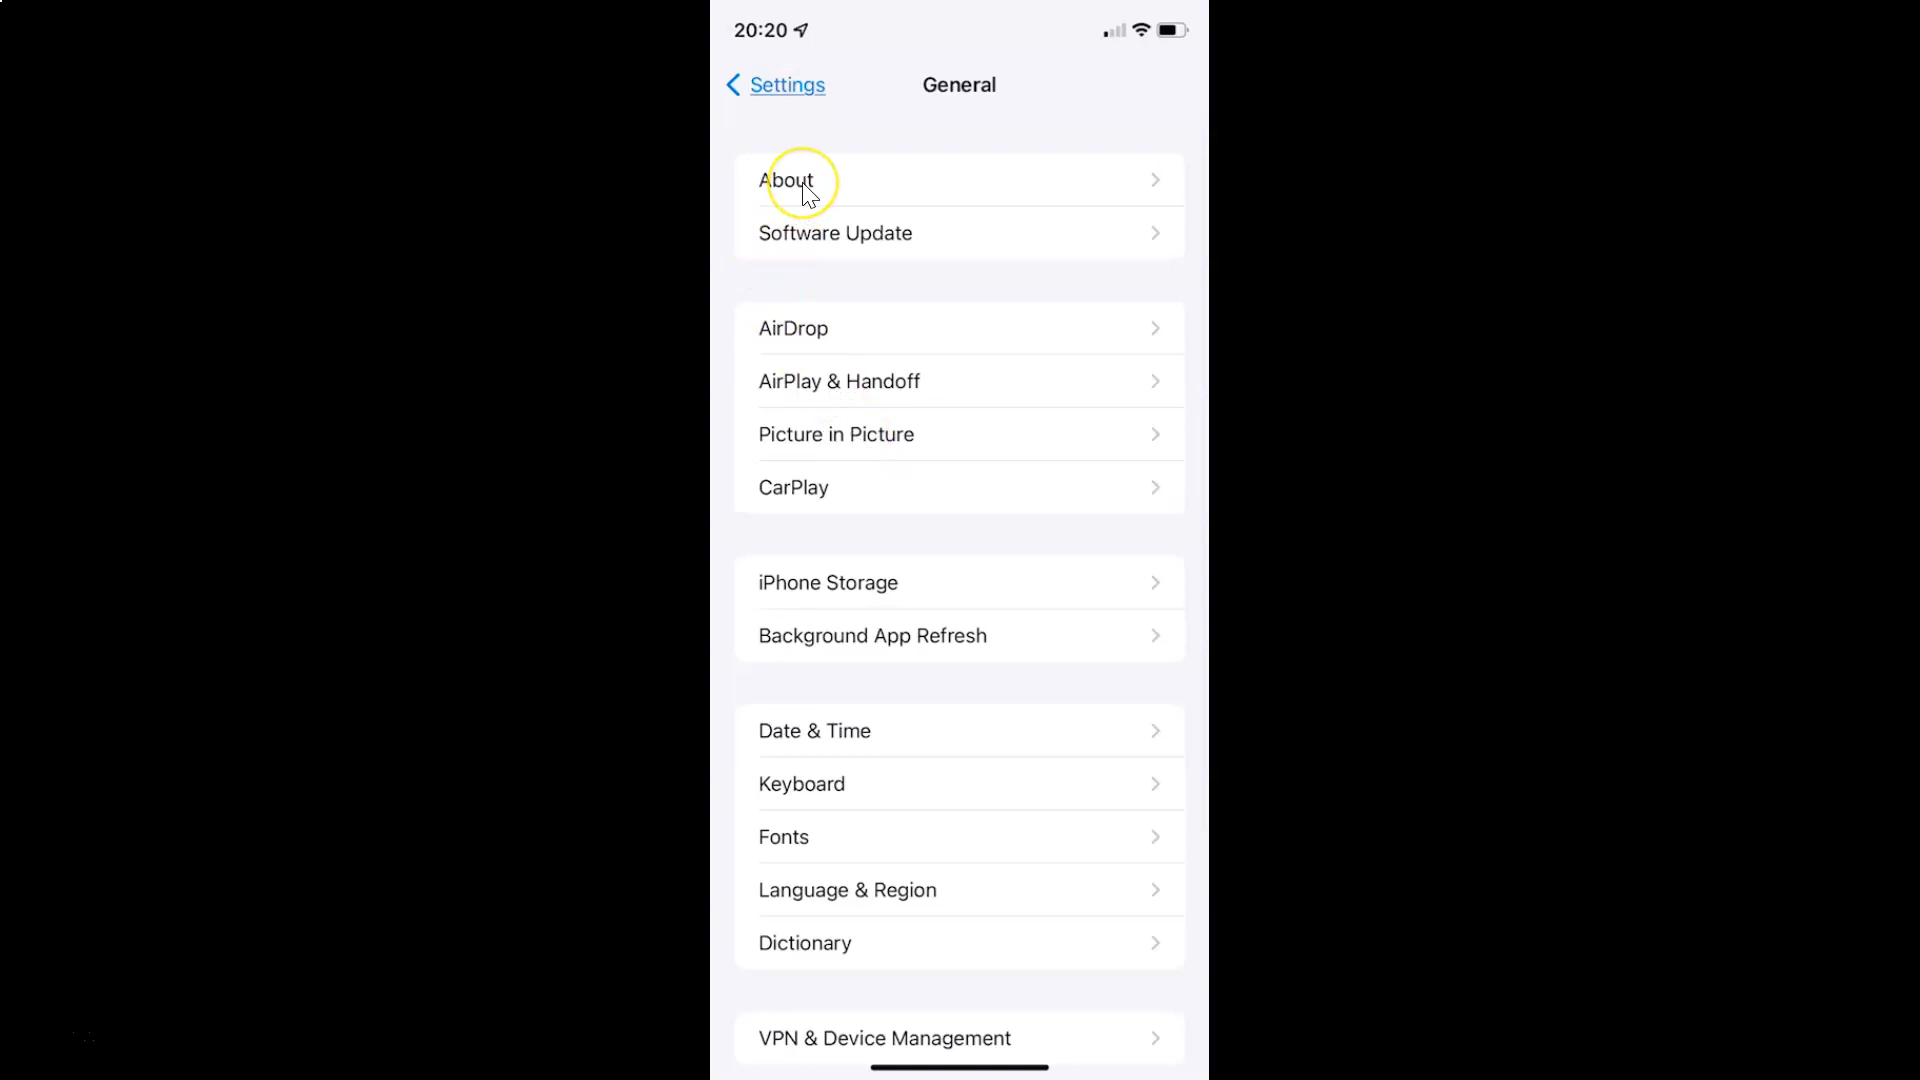 20:20
Settings
General
About
Software Update
AirDrop
AirPlay & Handoff
Picture in Picture
CarPlay
iPhone Storage
Background App Refresh
Date & Time
Keyboard
Fonts
Language & Region
Dictionary
VPN & Device Management